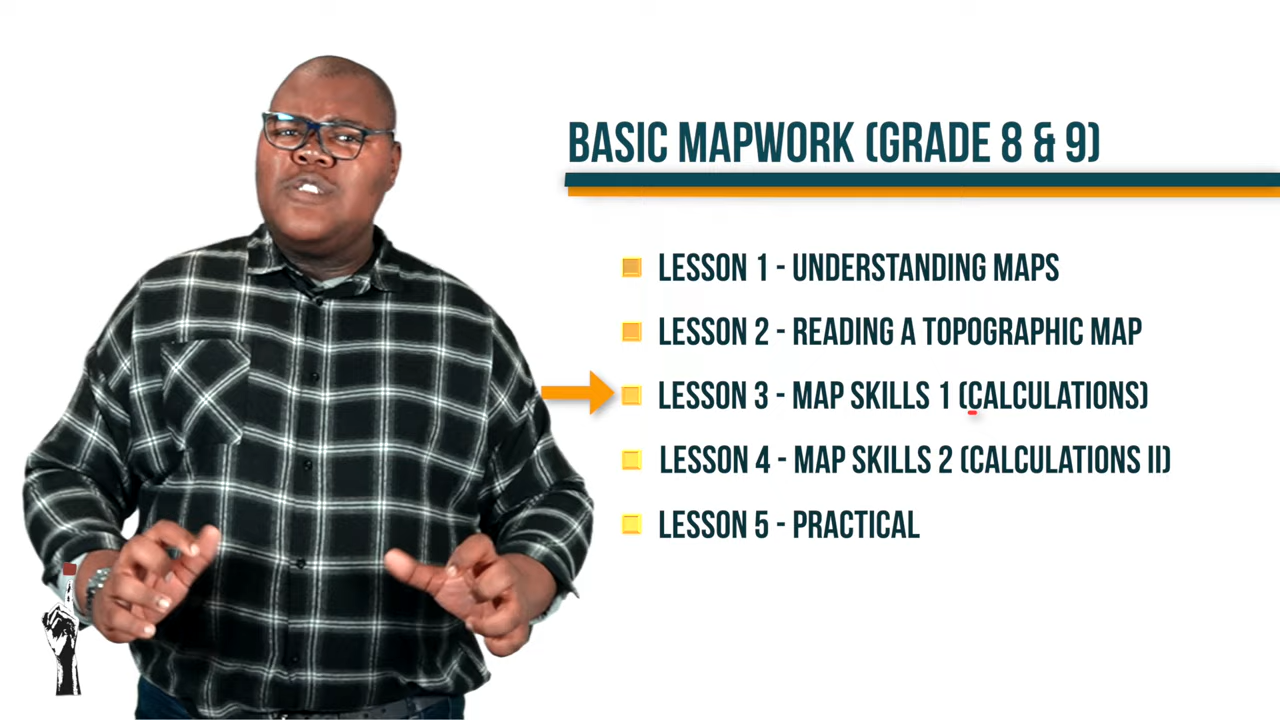 BASIC MAPWORK (GRADE 8 & 9)
LESSON 1 - UNDERSTANDING MAPS
LESSON 2 - READING A TOPOGRAPHIC MAP
LESSON 3 - MAP SKILLS 1 (CALCULATIONS)
LESSON 4 - MAP SKILLS 2 (CALCULATIONS II)
LESSON 5 - PRACTICAL